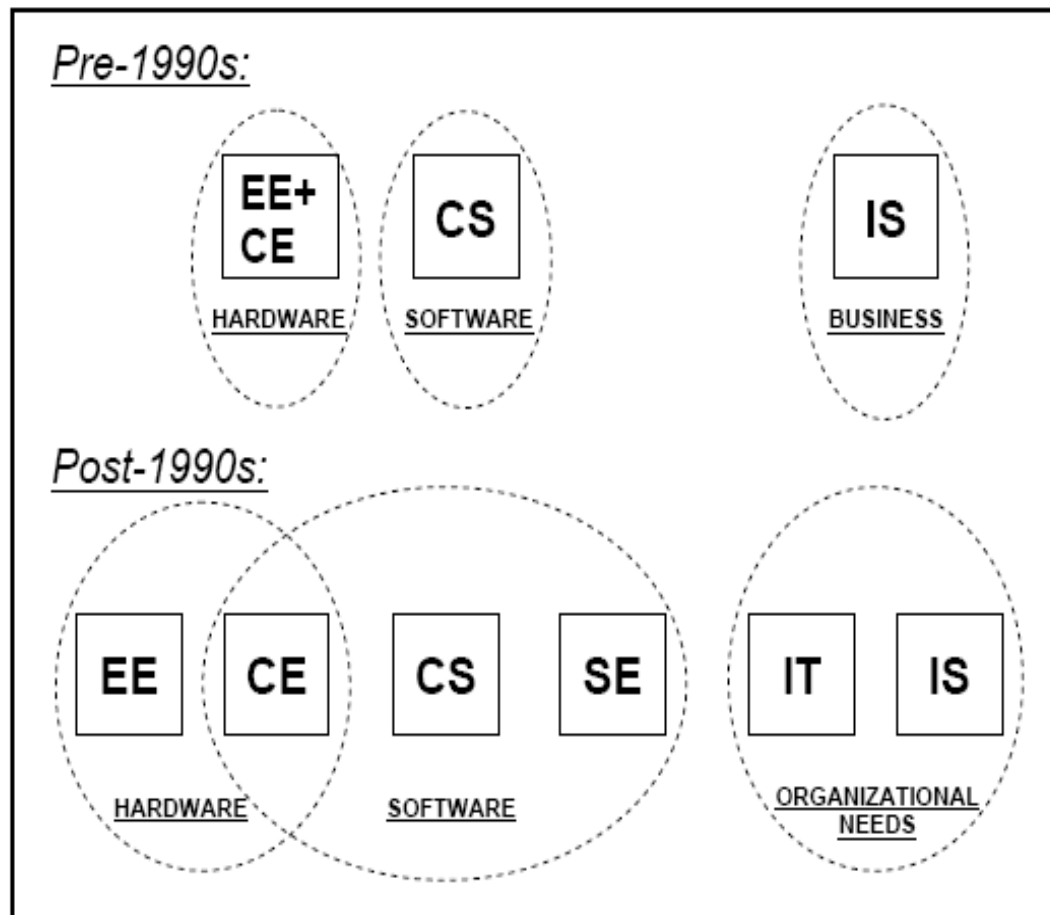 Pre-1990s:
EE+
CE
CS
IS
HARDWARE
SOFTWARE
BUSINESS
Post-1990s:
EE
CE
CS
SE
IT
IS
HARDWARE
SOFTWARE
ORGANIZATIONAL
NEEDS